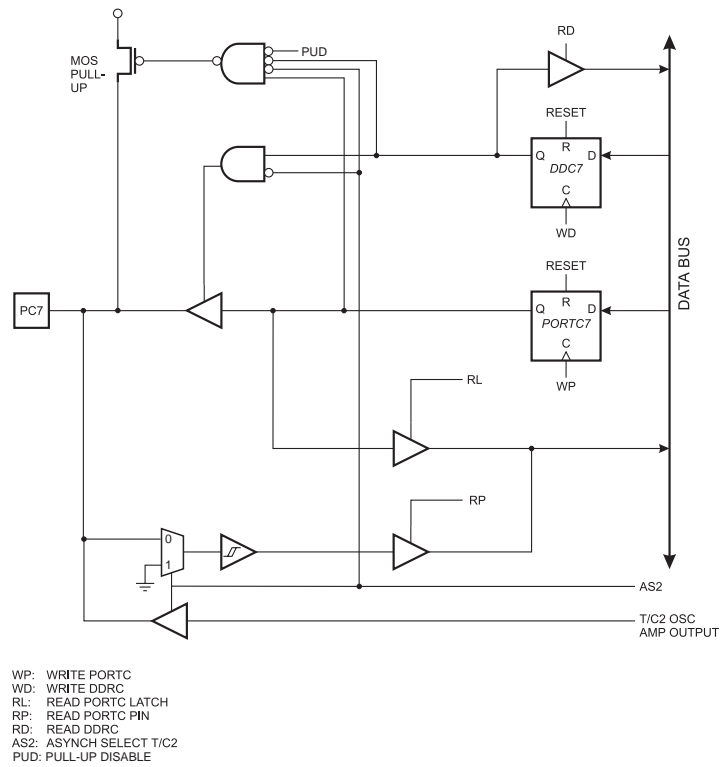 MOS
PULL-
UP
PUD
RD
RESET
R
Q
D
DDC7
C
WD
DATA BUS
RESET
PC7
R
Q
D
PORTC7
C
WP
RL
RP
0
1
AS2
T/C2 OSC
AMP OUTPUT
WP: WRITE PORTC
WD: WRITE DDRC
RL: READ PORTC LATCH
RP: READ PORTC PIN
RD: READ DDRC
AS2: ASYNCH SELECT T/C2
PUD: PULL-UP DISABLE